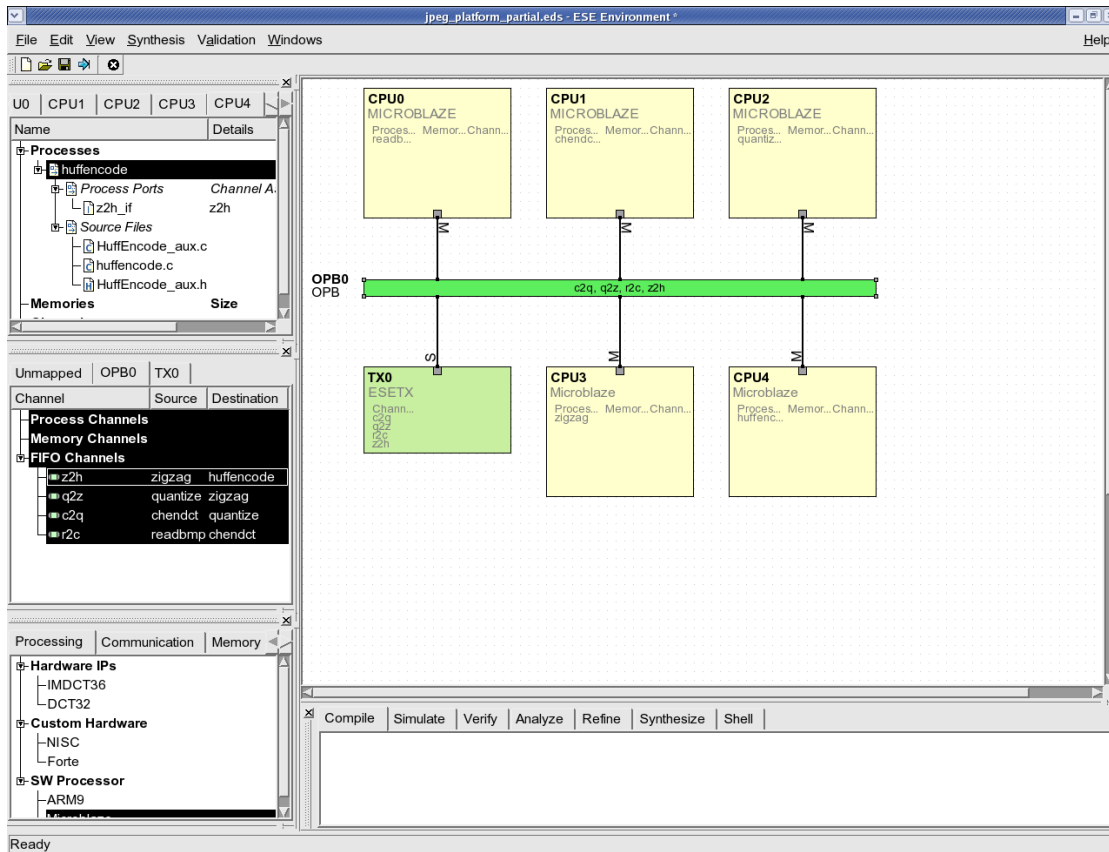 jpeg_platform_partial.eds - ESE Environment *
File Edit View Synthesis Validation Windows Help
U0 CPU1 CPU2 CPU3 CPU4
Name Details
Processes
huffencode
Process Ports Channel A
z2h_if z2h
Source Files
HuffEncode_aux.c
huffencode.c
HuffEncode_aux.h
Memories Size
Unmapped OPB0 TX0
Channel Source Destination
Process Channels
Memory Channels
FIFO Channels
z2h zigzag huffencode
q2z quantize zigzag
c2q chendct quantize
r2c readbmp chendct
Processing Communication Memory
Hardware IPs
IMDCT36
DCT32
Custom Hardware
NISC
Forte
SW Processor
ARM9
Microblaze
CPU0
MICROBLAZE
Proces... Memor... Chann...
readb...
M
CPU1
MICROBLAZE
Proces... Memor... Chann...
chendc...
M
CPU2
MICROBLAZE
Proces... Memor... Chann...
quantiz...
M
OPB0
OPB
c2q, q2z, r2c, z2h
S
TX0
ESETX
Chann...
c2q
q2z
r2c
z2h
M
CPU3
Microblaze
Proces... Memor... Chann...
zigzag
M
CPU4
Microblaze
Proces... Memor... Chann...
huffenc...
Compile Simulate Verify Analyze Refine Synthesize Shell
Ready